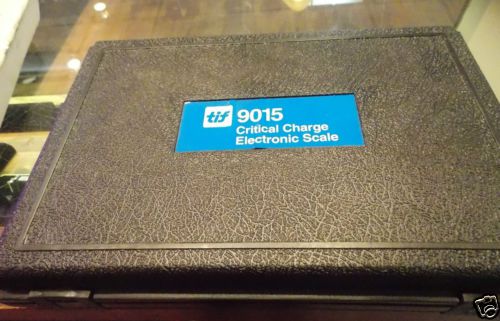 tif 9015
Critical Charge
Electronic Scale